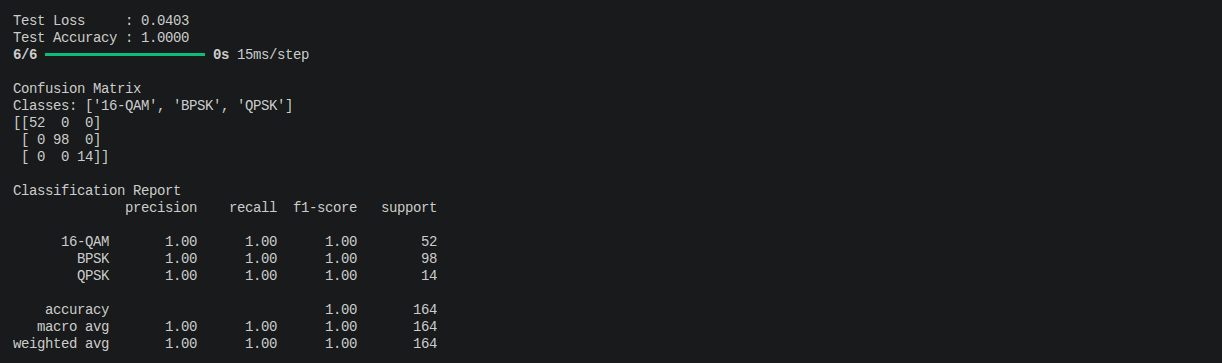 Test Loss     : 0.0403
Test Accuracy : 1.0000
6/6 ━━━━━━━━━━━━━━━━━━━━ 0s 15ms/step
Confusion Matrix
Classes: ['16-QAM', 'BPSK', 'QPSK']
[[52  0  0]
 [ 0 98  0]
 [ 0  0 14]]
Classification Report
              precision    recall  f1-score   support
      16-QAM       1.00      1.00      1.00        52
        BPSK       1.00      1.00      1.00        98
        QPSK       1.00      1.00      1.00        14
    accuracy                           1.00       164
   macro avg       1.00      1.00      1.00       164
weighted avg       1.00      1.00      1.00       164